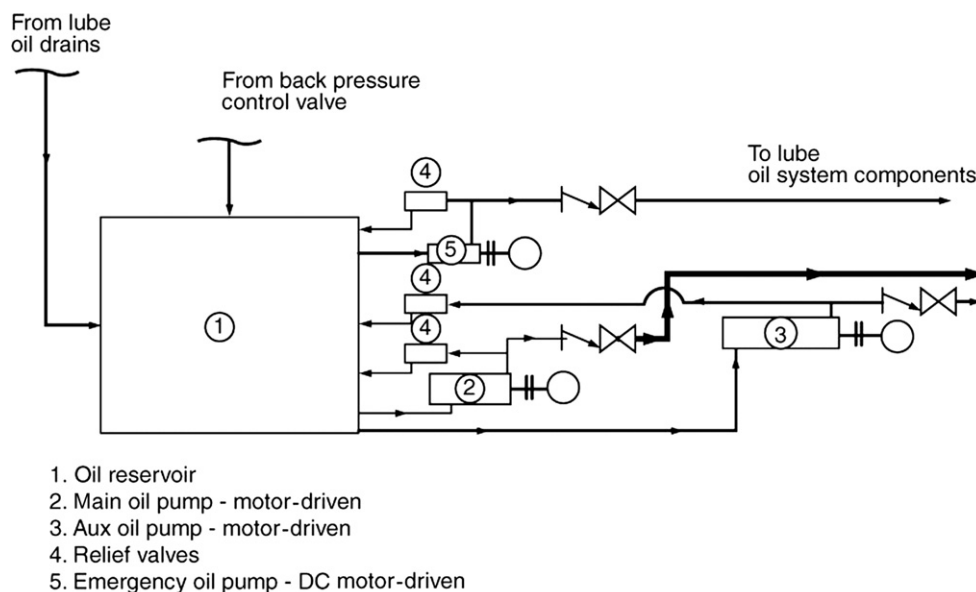 From lube
oil drains
From back pressure
control valve
To lube
oil system components
4
5
4
4
3
1
2
1. Oil reservoir
2. Main oil pump - motor-driven
3. Aux oil pump - motor-driven
4. Relief valves
5. Emergency oil pump - DC motor-driven